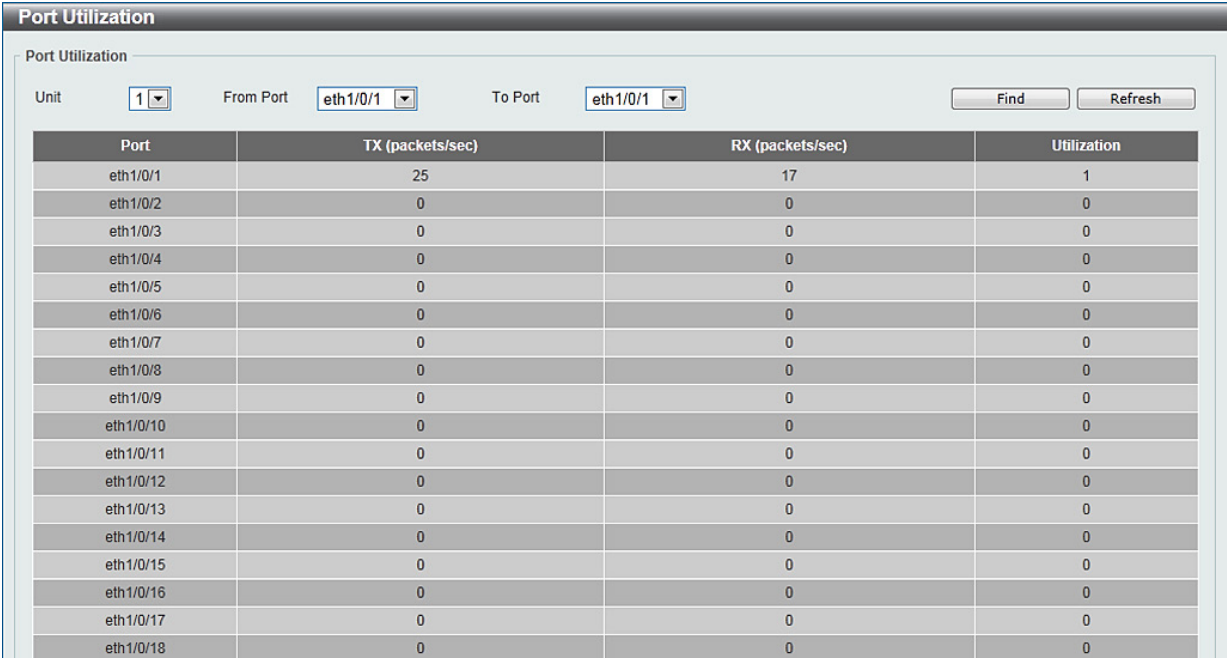 Port Utilization
Port Utilization
Unit 1 From Port eth1/0/1 To Port eth1/0/1 Find Refresh
Port TX (packets/sec) RX (packets/sec) Utilization
eth1/0/1 25 17 1
eth1/0/2 0 0 0
eth1/0/3 0 0 0
eth1/0/4 0 0 0
eth1/0/5 0 0 0
eth1/0/6 0 0 0
eth1/0/7 0 0 0
eth1/0/8 0 0 0
eth1/0/9 0 0 0
eth1/0/10 0 0 0
eth1/0/11 0 0 0
eth1/0/12 0 0 0
eth1/0/13 0 0 0
eth1/0/14 0 0 0
eth1/0/15 0 0 0
eth1/0/16 0 0 0
eth1/0/17 0 0 0
eth1/0/18 0 0 0